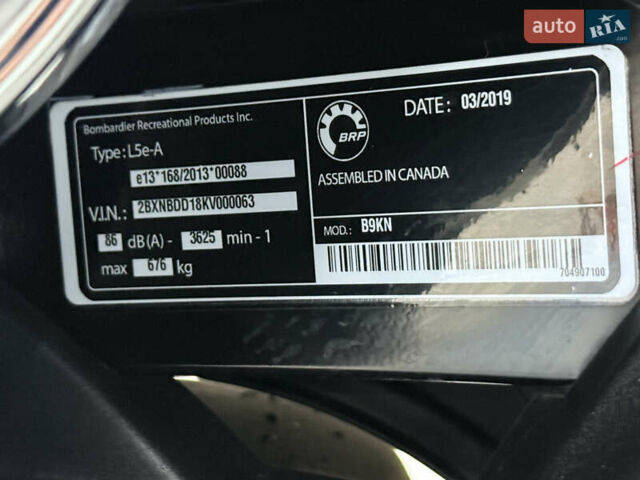 auto RIA
.com
Bombardier Recreational Products Inc.
Type: L5e-A
e13*168/2013*00088
V.I.N.: 2BXNBDD18KV000063
86 dB(A) - 3625 min - 1
max 676 kg
BRP
DATE: 03/2019
ASSEMBLED IN CANADA
MOD.: B9KN
704907100